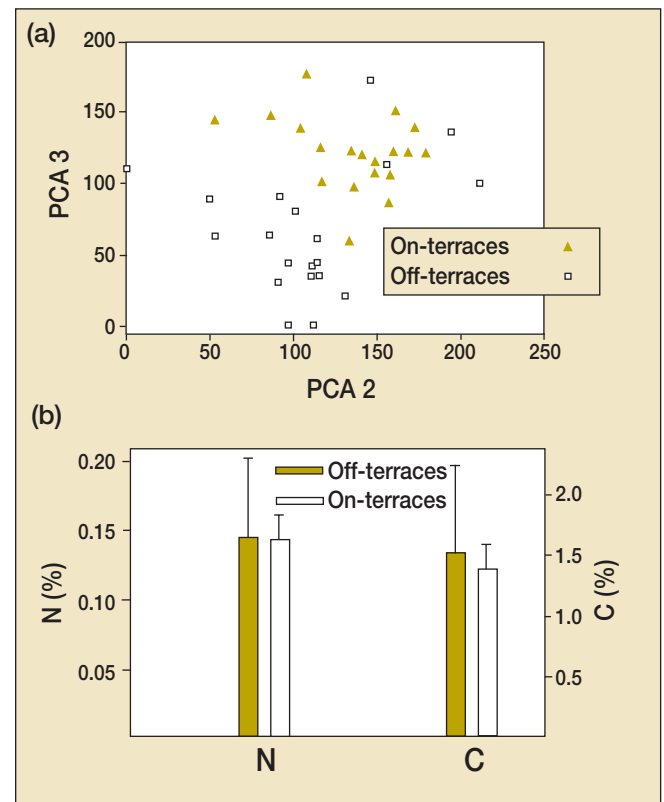 (a)
200
150
100
50
0
PCA 3
On-terraces
Off-terraces
0 50 100 150 200 250
PCA 2
(b)
0.20
0.15
0.10
0.05
N (%)
Off-terraces
On-terraces
2.0
1.5
1.0
0.5
C (%)
N C